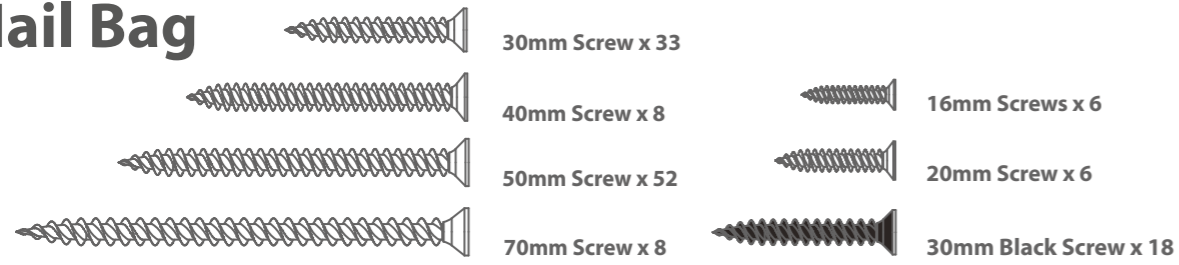 ail Bag
30mm Screw x 33
40mm Screw x 8
50mm Screw x 52
70mm Screw x 8
16mm Screws x 6
20mm Screw x 6
30mm Black Screw x 18